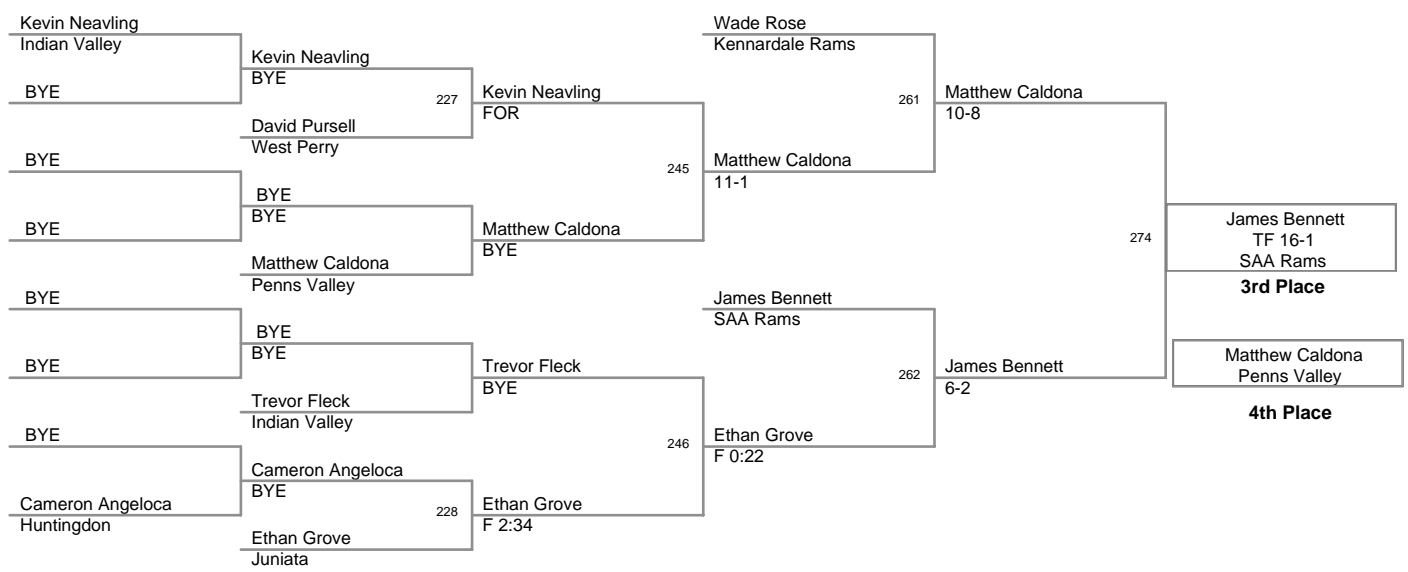 Kevin Neavling
Indian Valley
BYE
BYE
BYE
BYE
BYE
BYE
Cameron Angeloca
Huntingdon
Kevin Neavling
BYE
227
David Pursell
West Perry
BYE
BYE
Matthew Caldona
Penns Valley
BYE
BYE
Trevor Fleck
Indian Valley
Cameron Angeloca
BYE
228
Ethan Grove
Juniata
Kevin Neavling
FOR
245
Matthew Caldona
BYE
Trevor Fleck
BYE
246
Ethan Grove
F 2:34
Wade Rose
Kennardale Rams
261
Matthew Caldona
11-1
James Bennett
SAA Rams
262
Ethan Grove
F 0:22
Matthew Caldona
10-8
274
James Bennett
6-2
James Bennett
TF 16-1
SAA Rams
3rd Place
Matthew Caldona
Penns Valley
4th Place